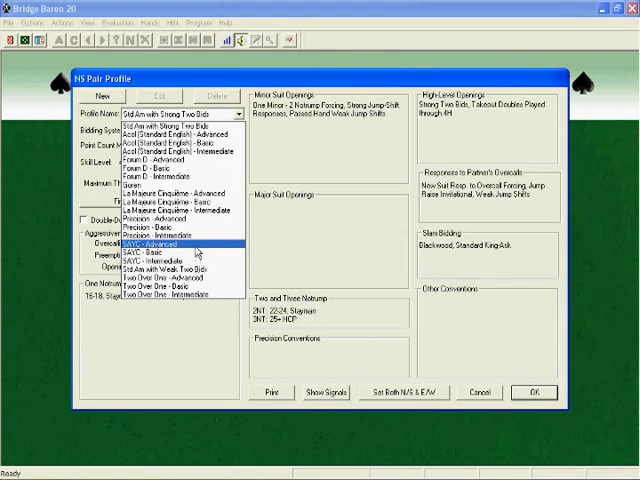 Bridge Baron 20
File Options Actions View Evaluation Hands Hint Program Help
A C ? N X
NS Pair Profile
New Edit Delete
Profile Name: Std Am with Strong Two Bids
Std Am with Strong Two Bids
Acol (Standard English) - Advanced
Acol (Standard English) - Basic
Acol (Standard English) - Intermediate
Forum D - Advanced
Forum D - Basic
Forum D - Intermediate
Goren
La Majeure Cinquième - Advanced
La Majeure Cinquième - Basic
La Majeure Cinquième - Intermediate
Precision - Advanced
Precision - Basic
Precision - Intermediate
SAYC - Advanced
SAYC - Basic
SAYC - Intermediate
Std Am with Weak Two Bids
Two Over One - Advanced
Two Over One - Basic
Two Over One - Intermediate
Bidding Syste
Point Count M
Skill Level
Maximum Th
Fi
Double-Du
Aggressiven
Overcall
Preempt
Openi
One Notrump
16-18, Stayma
Minor Suit Openings
One Minor - 2 Notrump Forcing, Strong Jump-Shift
Responses, Passed Hand Weak Jump Shifts
Major Suit Openings
Two and Three Notrump
2NT: 22-24, Stayman
3NT: 25+ HCP
Precision Conventions
High-Level Openings
Strong Two Bids, Takeout Doubles Played
through 4H
Responses to Partner's Overcalls
New Suit Resp. to Overcall Forcing, Jump
Raise Invitational, Weak Jump Shifts
Slam Bidding
Blackwood, Standard King-Ask
Other Conventions
Print Show Signals Set Both N/S & E/W Cancel OK
Ready